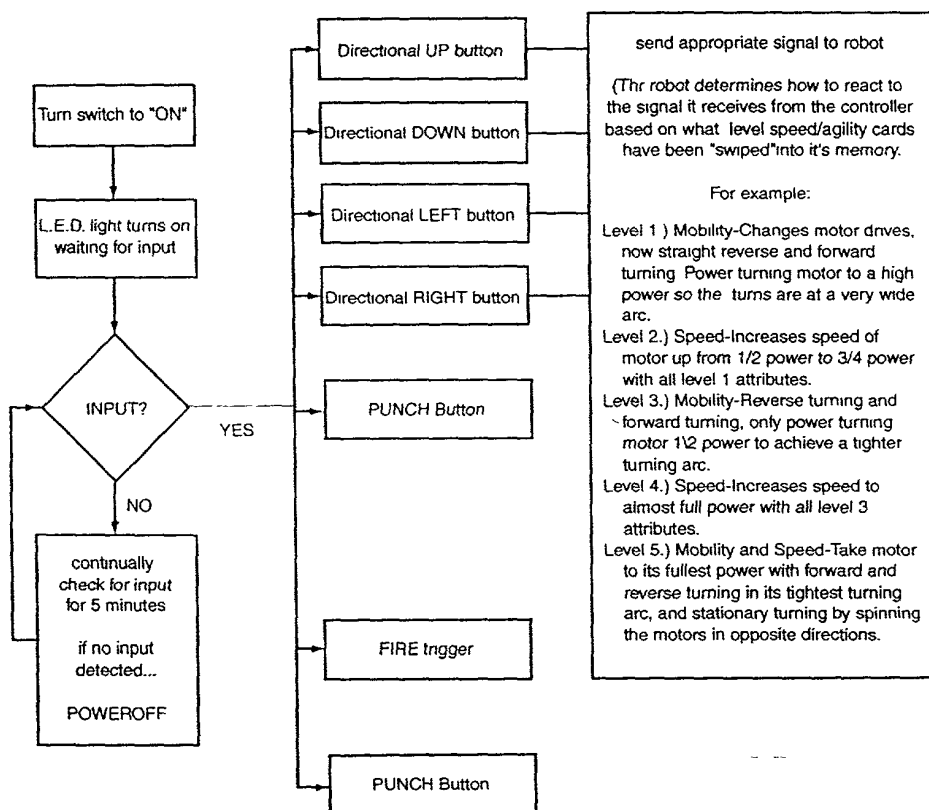 Turn switch to "ON"
L.E.D. light turns on
waiting for input
INPUT?
YES
NO
continually
check for input
for 5 minutes
if no input
detected...
POWEROFF
Directional UP button
Directional DOWN button
Directional LEFT button
Directional RIGHT button
PUNCH Button
FIRE trigger
PUNCH Button
send appropriate signal to robot
(Thr robot determines how to react to
the signal it receives from the controller
based on what level speed/agility cards
have been "swiped"into it's memory.
For example:
Level 1 ) Mobility-Changes motor drives,
now straight reverse and forward
turning Power turning motor to a high
power so the turns are at a very wide
arc.
Level 2.) Speed-Increases speed of
motor up from 1/2 power to 3/4 power
with all level 1 attributes.
Level 3.) Mobility-Reverse turning and
forward turning, only power turning
motor 1\2 power to achieve a tighter
turning arc.
Level 4.) Speed-Increases speed to
almost full power with all level 3
attributes.
Level 5.) Mobility and Speed-Take motor
to its fullest power with forward and
reverse turning in its tightest turning
arc, and stationary turning by spinning
the motors in opposite directions.